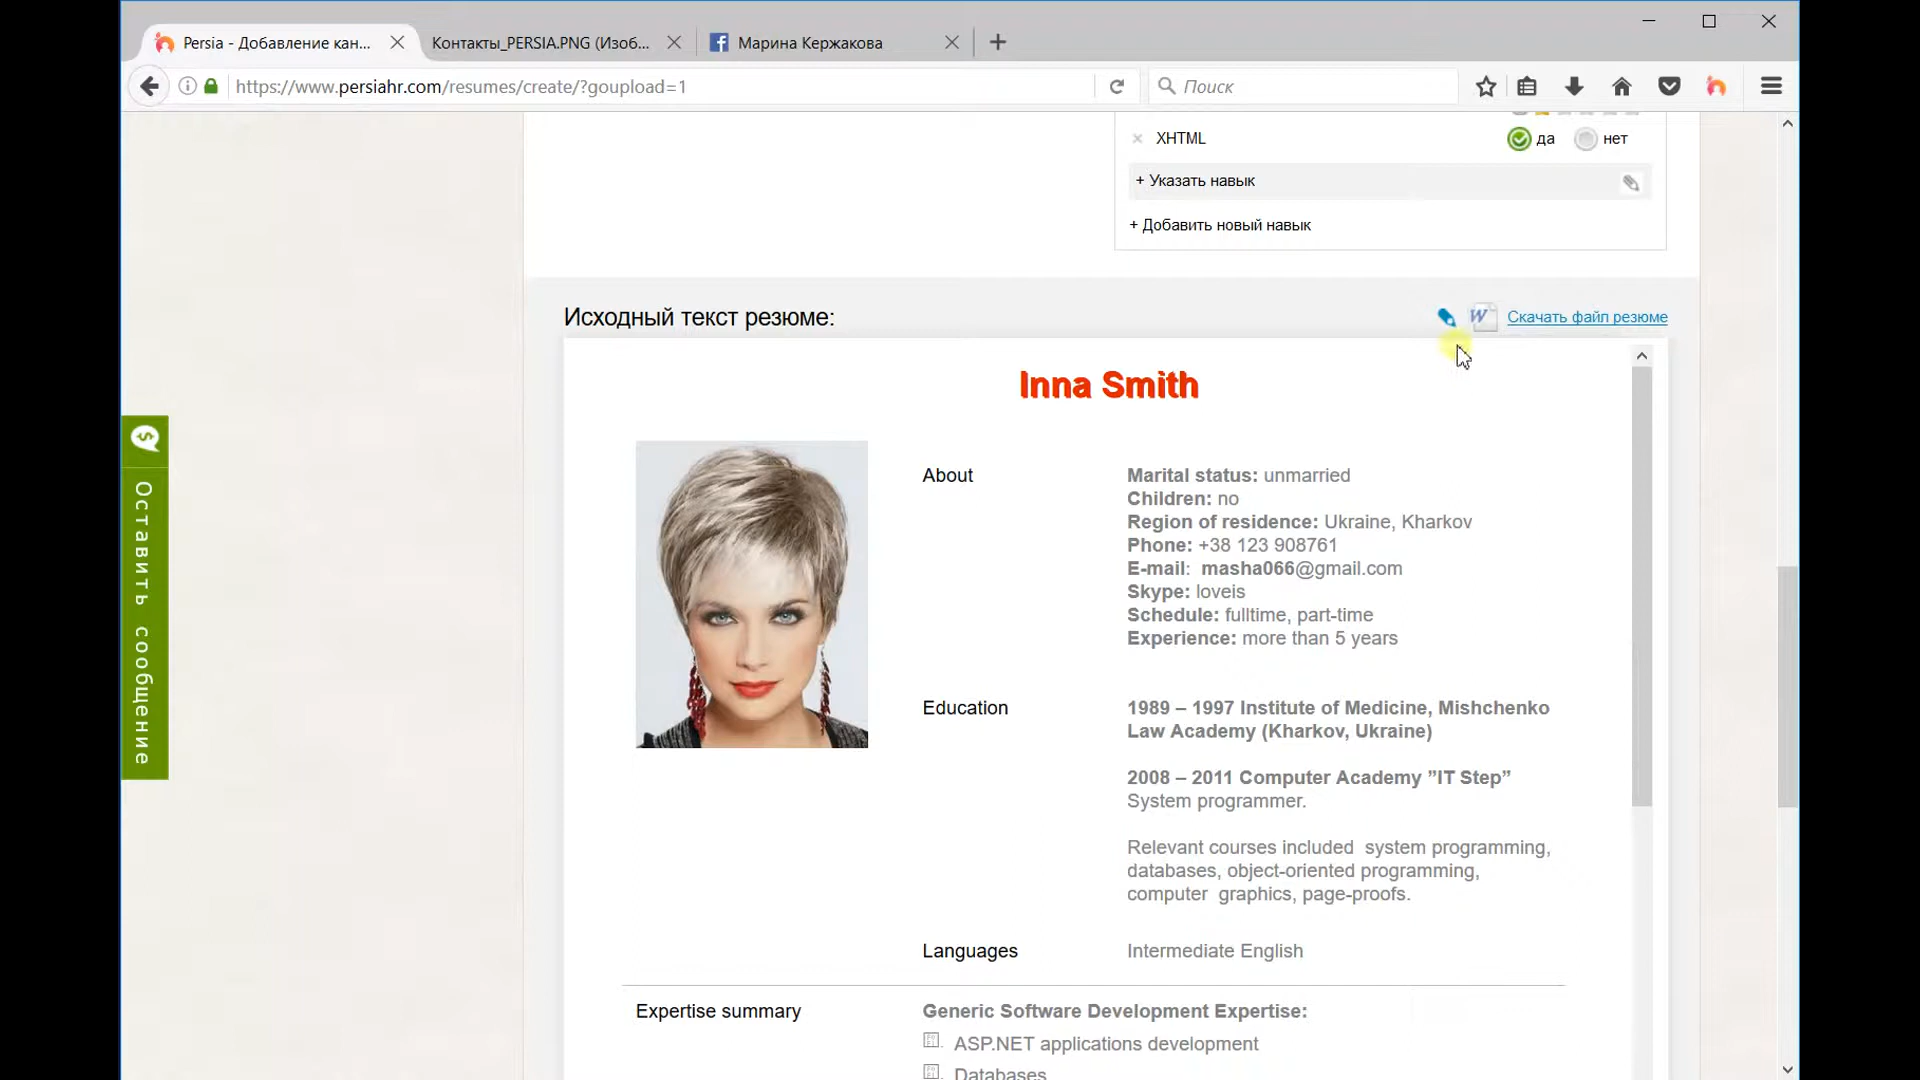 Persia - Добавление кан...
Контакты_PERSIA.PNG (Изоб...
Марина Кержакова
https://www.persiahr.com/resumes/create/?goupload=1
Поиск
XHTML
да
нет
+ Указать навык
+ Добавить новый навык
Исходный текст резюме:
Скачать файл резюме
Inna Smith
About
Marital status: unmarried
Children: no
Region of residence: Ukraine, Kharkov
Phone: +38 123 908761
E-mail: masha066@gmail.com
Skype: loveis
Schedule: fulltime, part-time
Experience: more than 5 years
Education
1989 – 1997 Institute of Medicine, Mishchenko
Law Academy (Kharkov, Ukraine)
2008 – 2011 Computer Academy ”IT Step”
System programmer.
Relevant courses included system programming,
databases, object-oriented programming,
computer graphics, page-proofs.
Languages
Intermediate English
Expertise summary
Generic Software Development Expertise:
ASP.NET applications development
Databases
Оставить сообщение